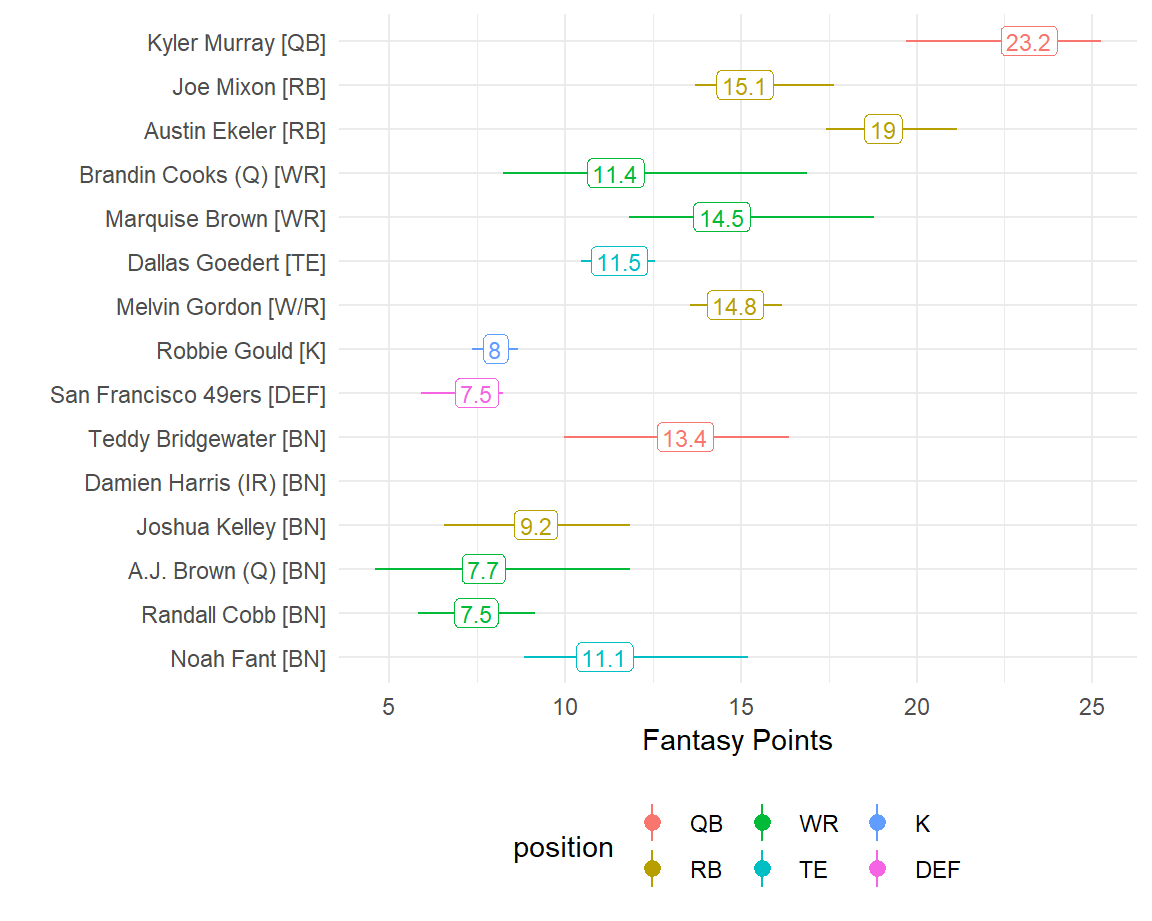 Kyler Murray [QB] 23.2
Joe Mixon [RB] 15.1
Austin Ekeler [RB] 19
Brandin Cooks (Q) [WR] 11.4
Marquise Brown [WR] 14.5
Dallas Goedert [TE] 11.5
Melvin Gordon [W/R] 14.8
Robbie Gould [K] 8
San Francisco 49ers [DEF] 7.5
Teddy Bridgewater [BN] 13.4
Damien Harris (IR) [BN]
Joshua Kelley [BN] 9.2
A.J. Brown (Q) [BN] 7.7
Randall Cobb [BN] 7.5
Noah Fant [BN] 11.1
5 10 15 20 25
Fantasy Points
position
QB WR K
RB TE DEF